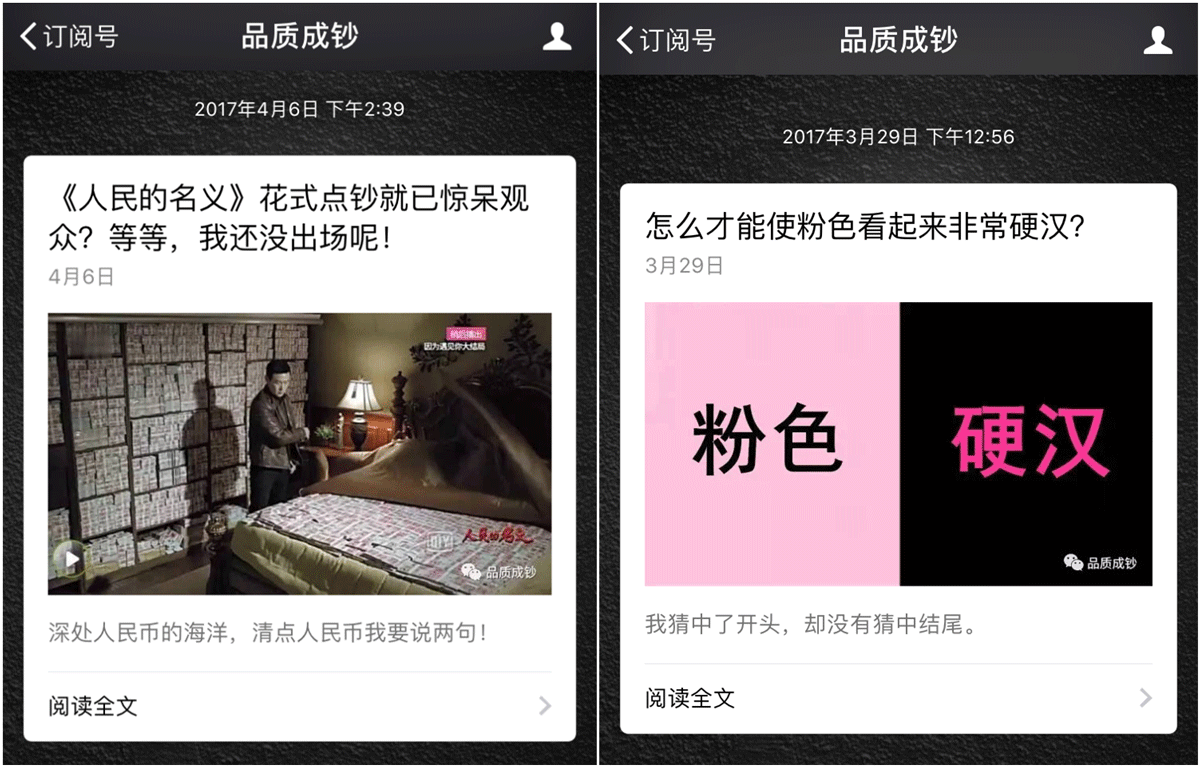 订阅号
品质成钞
2017年4月6日 下午2:39
《人民的名义》花式点钞就已惊呆观
众？等等，我还没出场呢！
4月6日
稍后播出
因为遇见你大结局
人民的名义
品质成钞
深处人民币的海洋，清点人民币我要说两句！
阅读全文
订阅号
品质成钞
2017年3月29日 下午12:56
怎么才能使粉色看起来非常硬汉？
3月29日
粉色
硬汉
品质成钞
我猜中了开头，却没有猜中结尾。
阅读全文